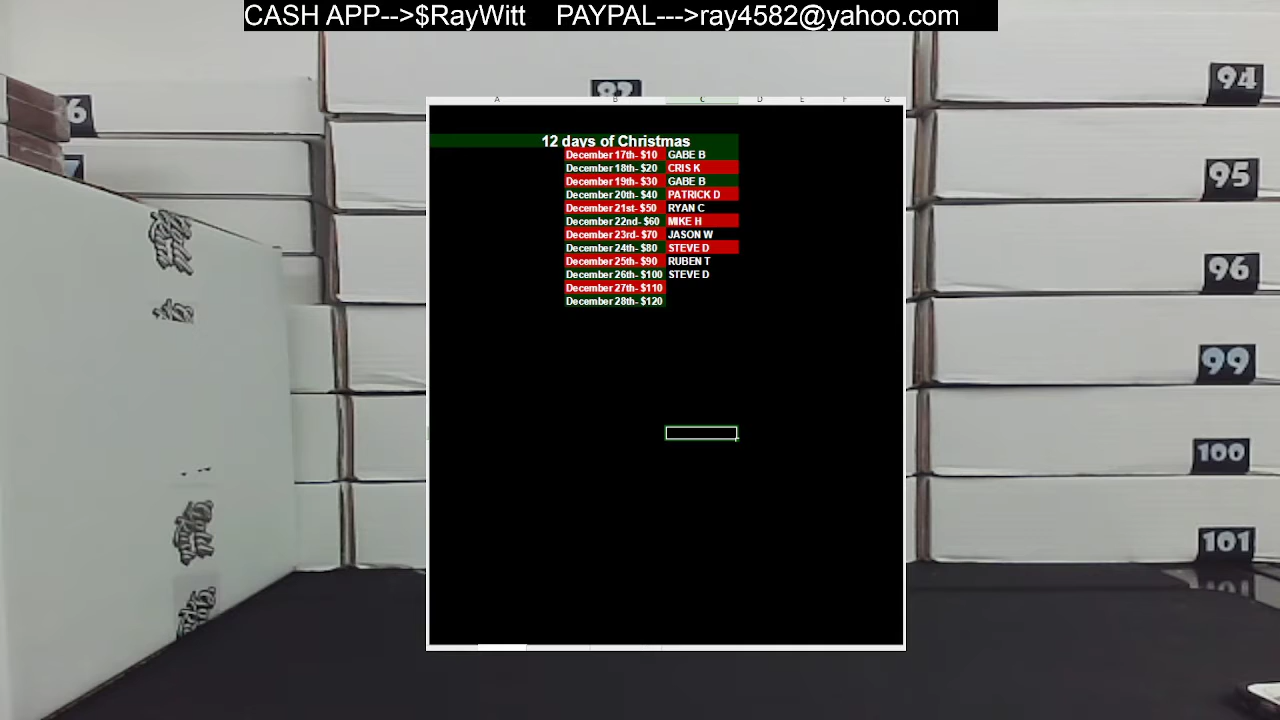 CASH APP-->$RayWitt PAYPAL--->ray4582@yahoo.com
94
6
92
A B C D E F G
12 days of Christmas
December 17th- $10 GABE B
December 18th- $20 CRIS K
December 19th- $30 GABE B
December 20th- $40 PATRICK D
December 21st- $50 RYAN C
December 22nd- $60 MIKE H
December 23rd- $70 JASON W
December 24th- $80 STEVE D
December 25th- $90 RUBEN T
December 26th- $100 STEVE D
December 27th- $110
December 28th- $120
95
96
99
100
101